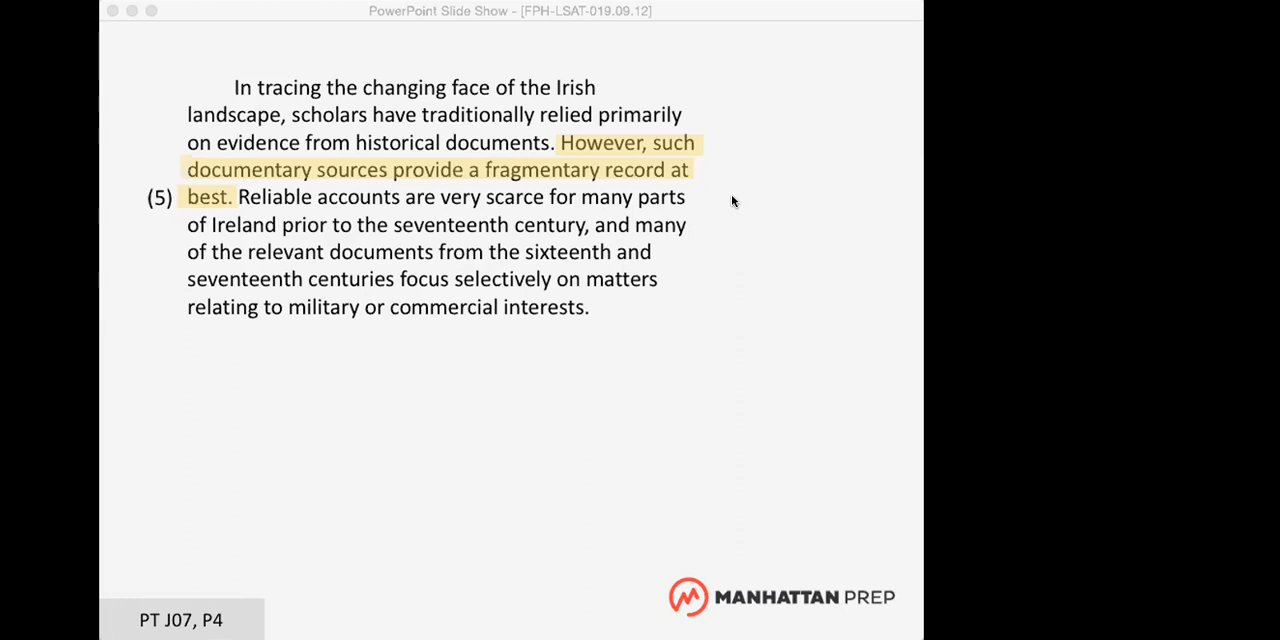 PowerPoint Slide Show - [FPH-LSAT-019.09.12]
In tracing the changing face of the Irish
landscape, scholars have traditionally relied primarily
on evidence from historical documents. However, such
documentary sources provide a fragmentary record at
(5) best. Reliable accounts are very scarce for many parts
of Ireland prior to the seventeenth century, and many
of the relevant documents from the sixteenth and
seventeenth centuries focus selectively on matters
relating to military or commercial interests.
MANHATTAN PREP
PT J07, P4